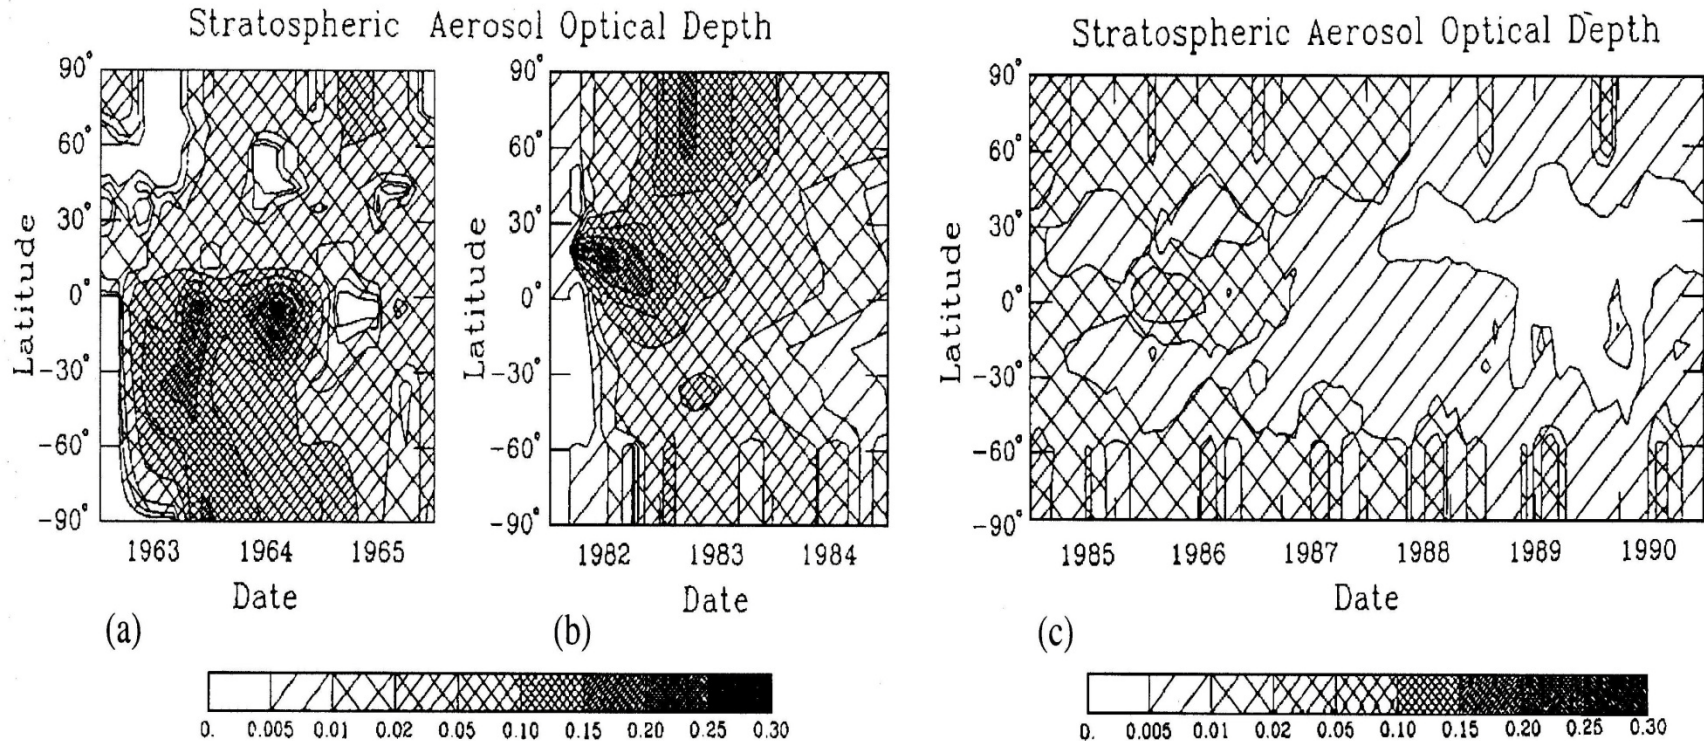 Stratospheric Aerosol Optical Depth
90°
60°
30°
0°
-30°
-60°
-90°
Latitude
1963 1964 1965
Date
(a)
90°
60°
30°
0°
-30°
-60°
-90°
Latitude
1982 1983 1984
Date
(b)
0. 0.005 0.01 0.02 0.05 0.10 0.15 0.20 0.25 0.30
Stratospheric Aerosol Optical Depth
90°
60°
30°
0°
-30°
-60°
-90°
Latitude
1985 1986 1987 1988 1989 1990
Date
(c)
0. 0.005 0.01 0.02 0.05 0.10 0.15 0.20 0.25 0.30